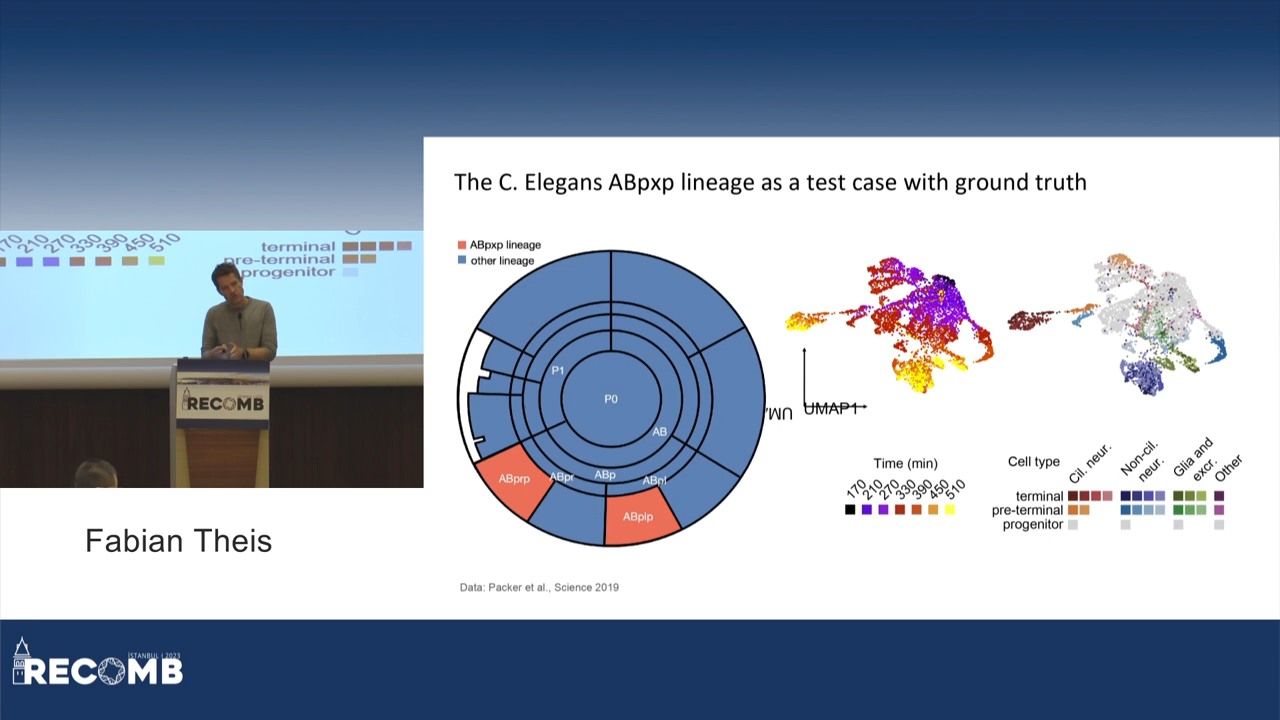 The C. Elegans ABpxp lineage as a test case with ground truth
ABpxp lineage
other lineage
P1
P0
AB
ABp
ABpr
ABpl
ABprp
ABplp
UMAP1
UM
Time (min)
170 210 270 330 390 450 510
Cell type
Cil. neur.
Non-cil. neur.
Glia and excr.
Other
terminal
pre-terminal
progenitor
Data: Packer et al., Science 2019
70 210 270 330 390 450 510
terminal
pre-terminal
progenitor
RECOMB
Fabian Theis
İSTANBUL | 2023
RECOMB